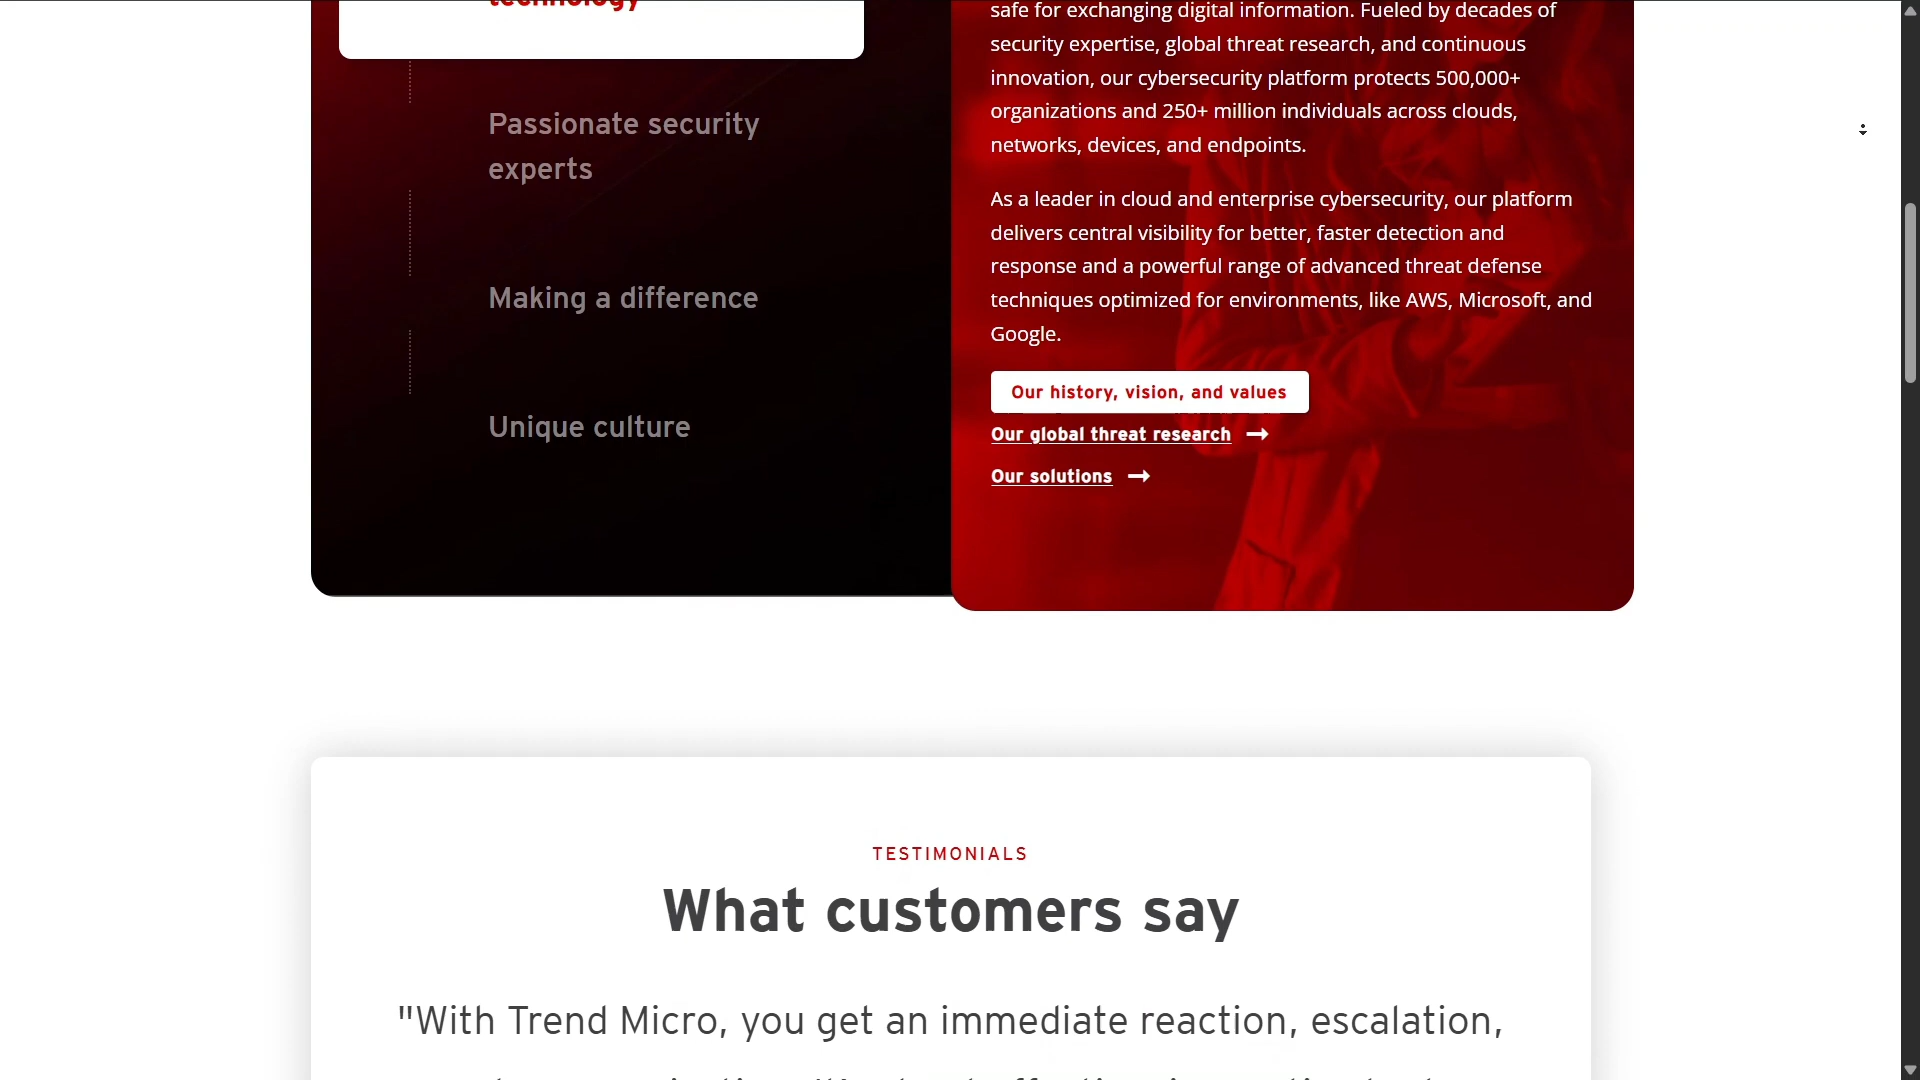 technology
Passionate security
experts
Making a difference
Unique culture
safe for exchanging digital information. Fueled by decades of
security expertise, global threat research, and continuous
innovation, our cybersecurity platform protects 500,000+
organizations and 250+ million individuals across clouds,
networks, devices, and endpoints.
As a leader in cloud and enterprise cybersecurity, our platform
delivers central visibility for better, faster detection and
response and a powerful range of advanced threat defense
techniques optimized for environments, like AWS, Microsoft, and
Google.
Our history, vision, and values
Our global threat research
Our solutions
TESTIMONIALS
What customers say
"With Trend Micro, you get an immediate reaction, escalation,